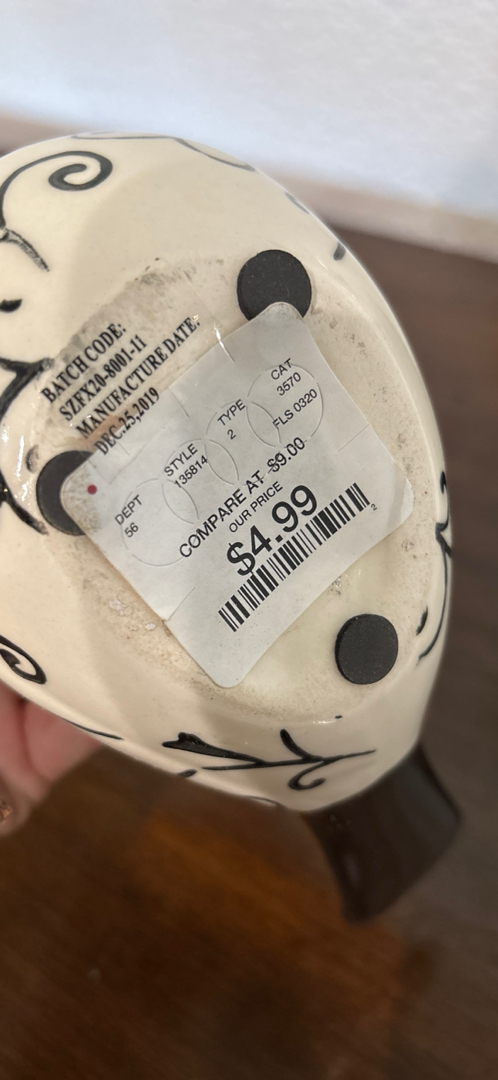 BATCH CODE:
SZFX20-8001-11
MANUFACTURE DATE:
DEC-25,2019
DEPT STYLE TYPE CAT
56 135814 2 3570
FLS 0320
COMPARE AT $9.00
OUR PRICE
$4.99
2